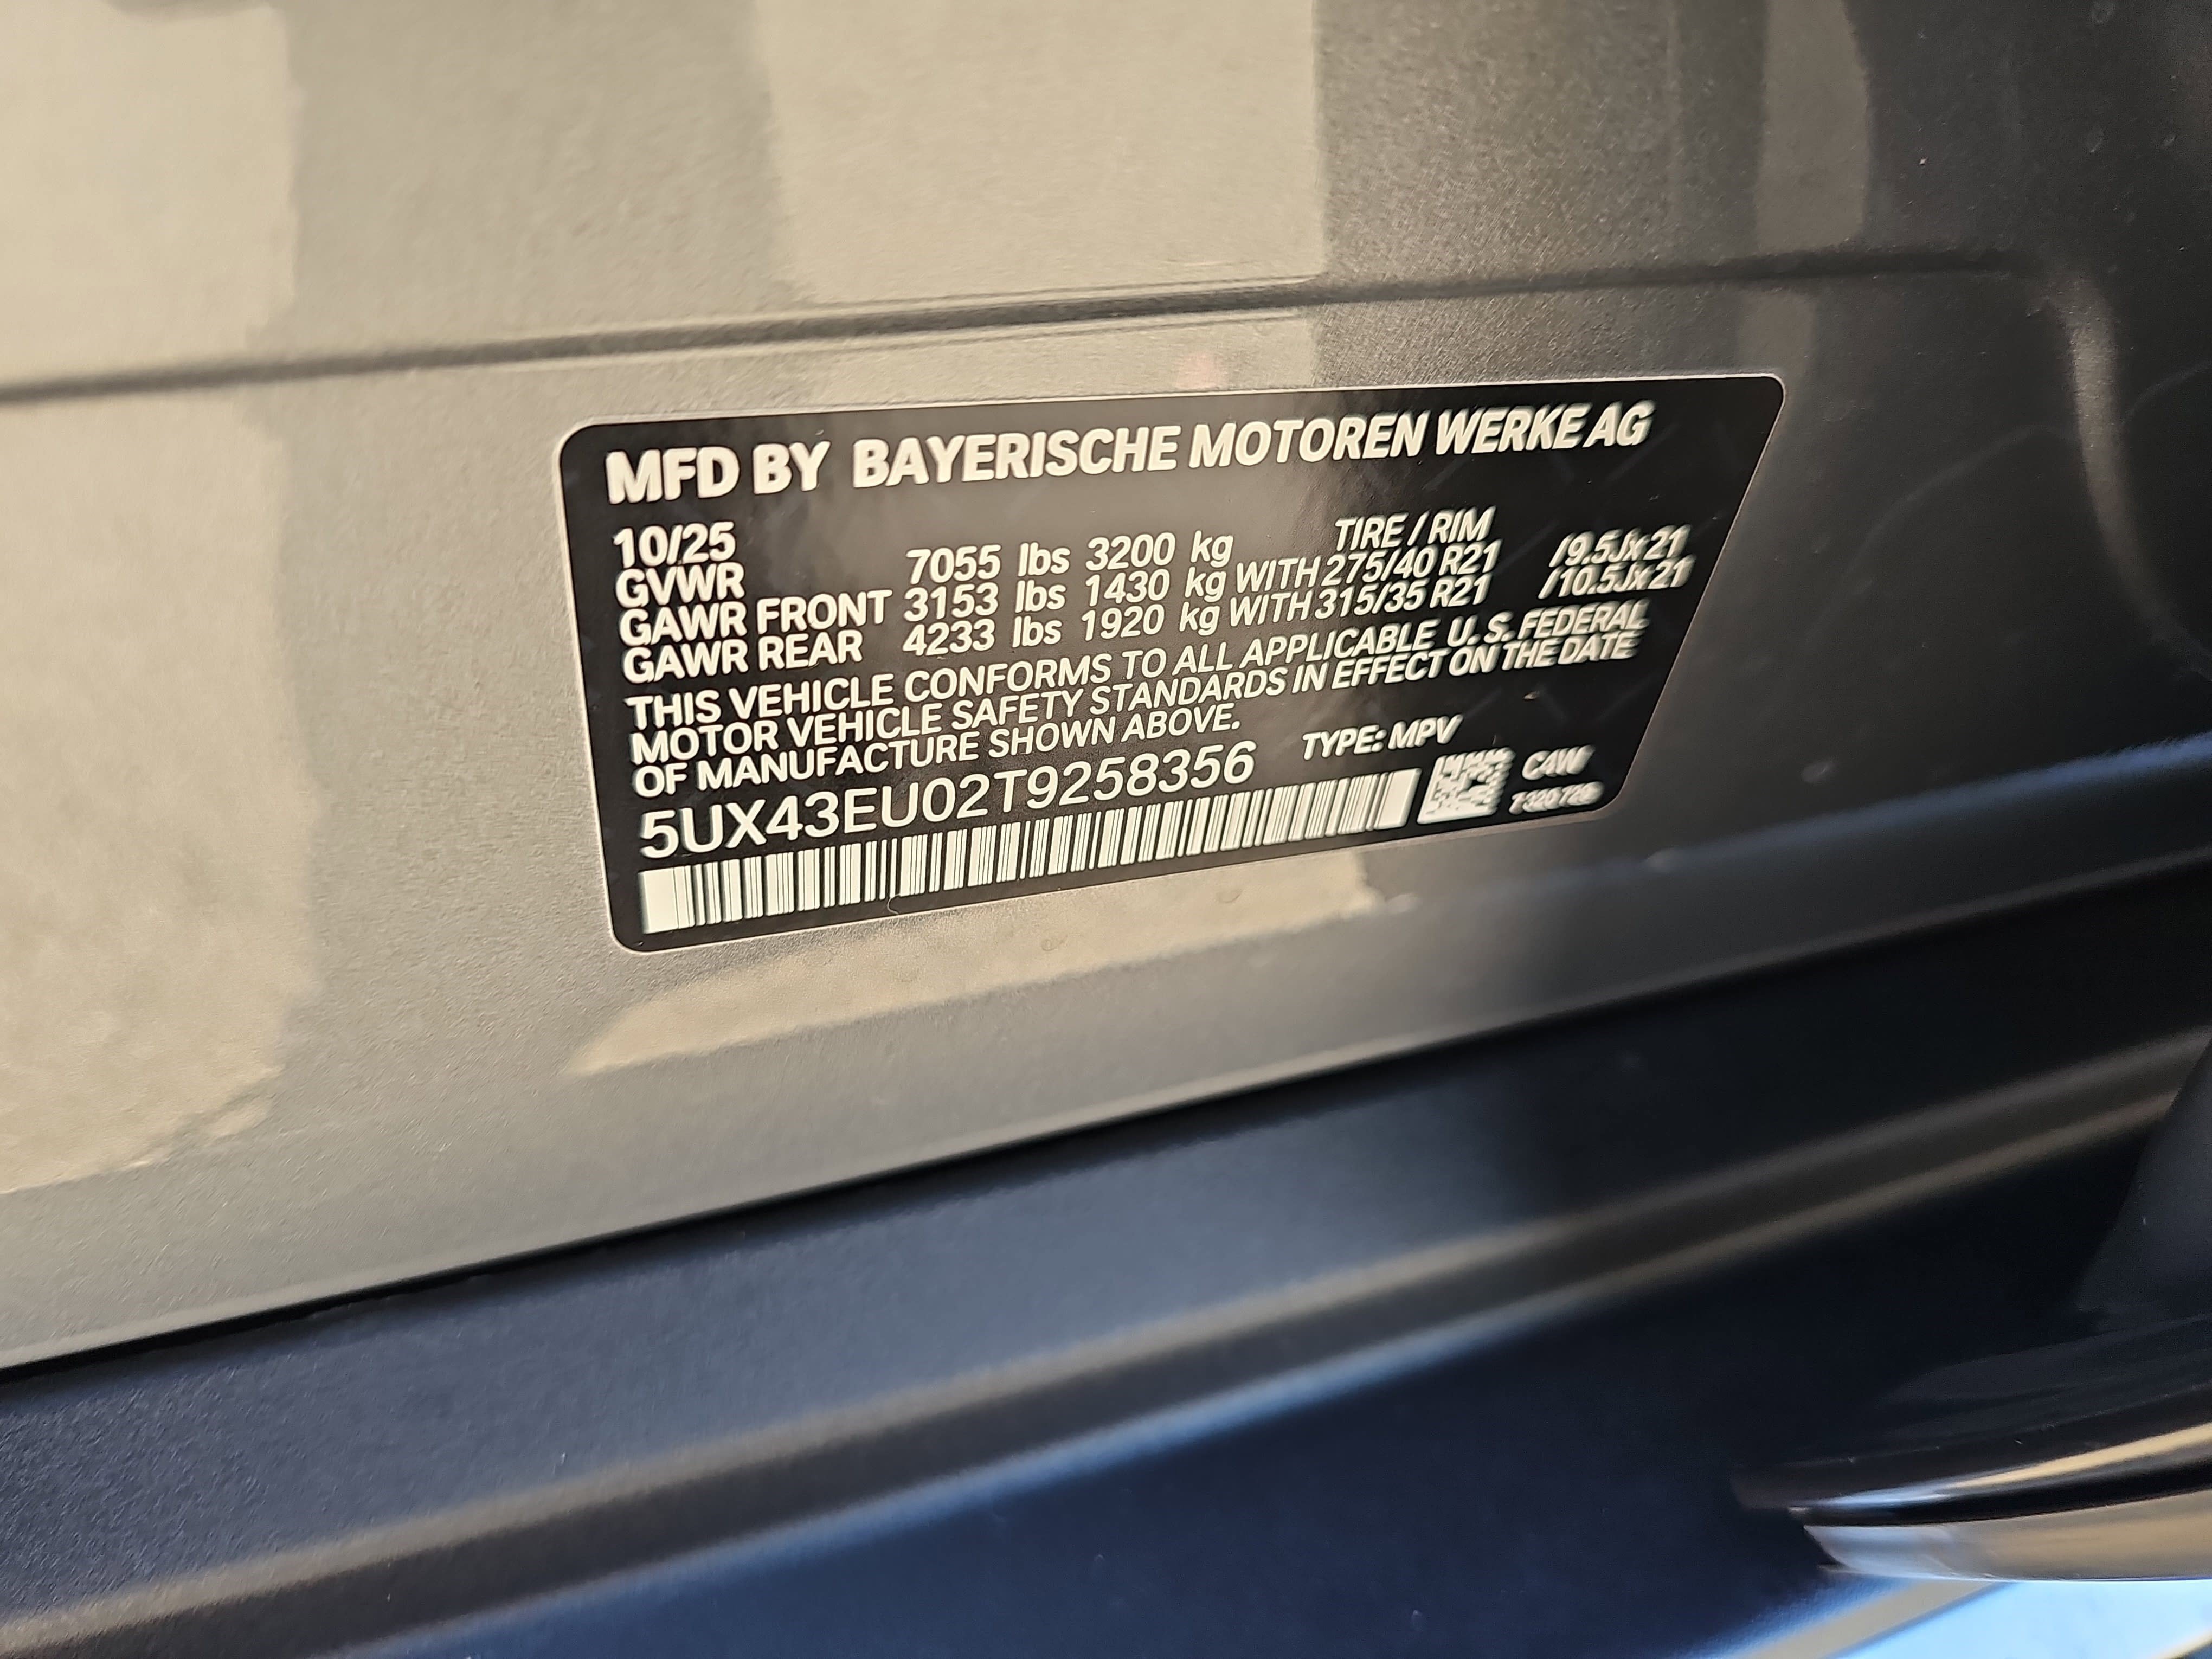 MFD BY BAYERISCHE MOTOREN WERKE AG
10/25 TIRE / RIM
GVWR 7055 lbs 3200 kg
GAWR FRONT 3153 lbs 1430 kg WITH 275/40 R21 /9.5Jx21
GAWR REAR 4233 lbs 1920 kg WITH 315/35 R21 /10.5Jx21
THIS VEHICLE CONFORMS TO ALL APPLICABLE U.S. FEDERAL
MOTOR VEHICLE SAFETY STANDARDS IN EFFECT ON THE DATE
OF MANUFACTURE SHOWN ABOVE.
5UX43EU02T9258356 TYPE: MPV
C4W